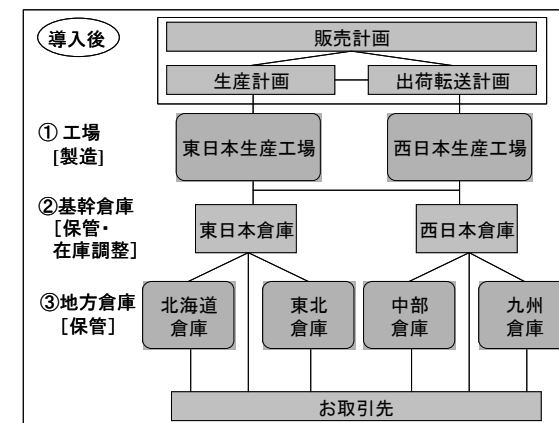 導入後
販売計画
生産計画
出荷転送計画
① 工場
[製造]
東日本生産工場
西日本生産工場
②基幹倉庫
[保管・
在庫調整]
東日本倉庫
西日本倉庫
③地方倉庫
[保管]
北海道
倉庫
東北
倉庫
中部
倉庫
九州
倉庫
お取引先